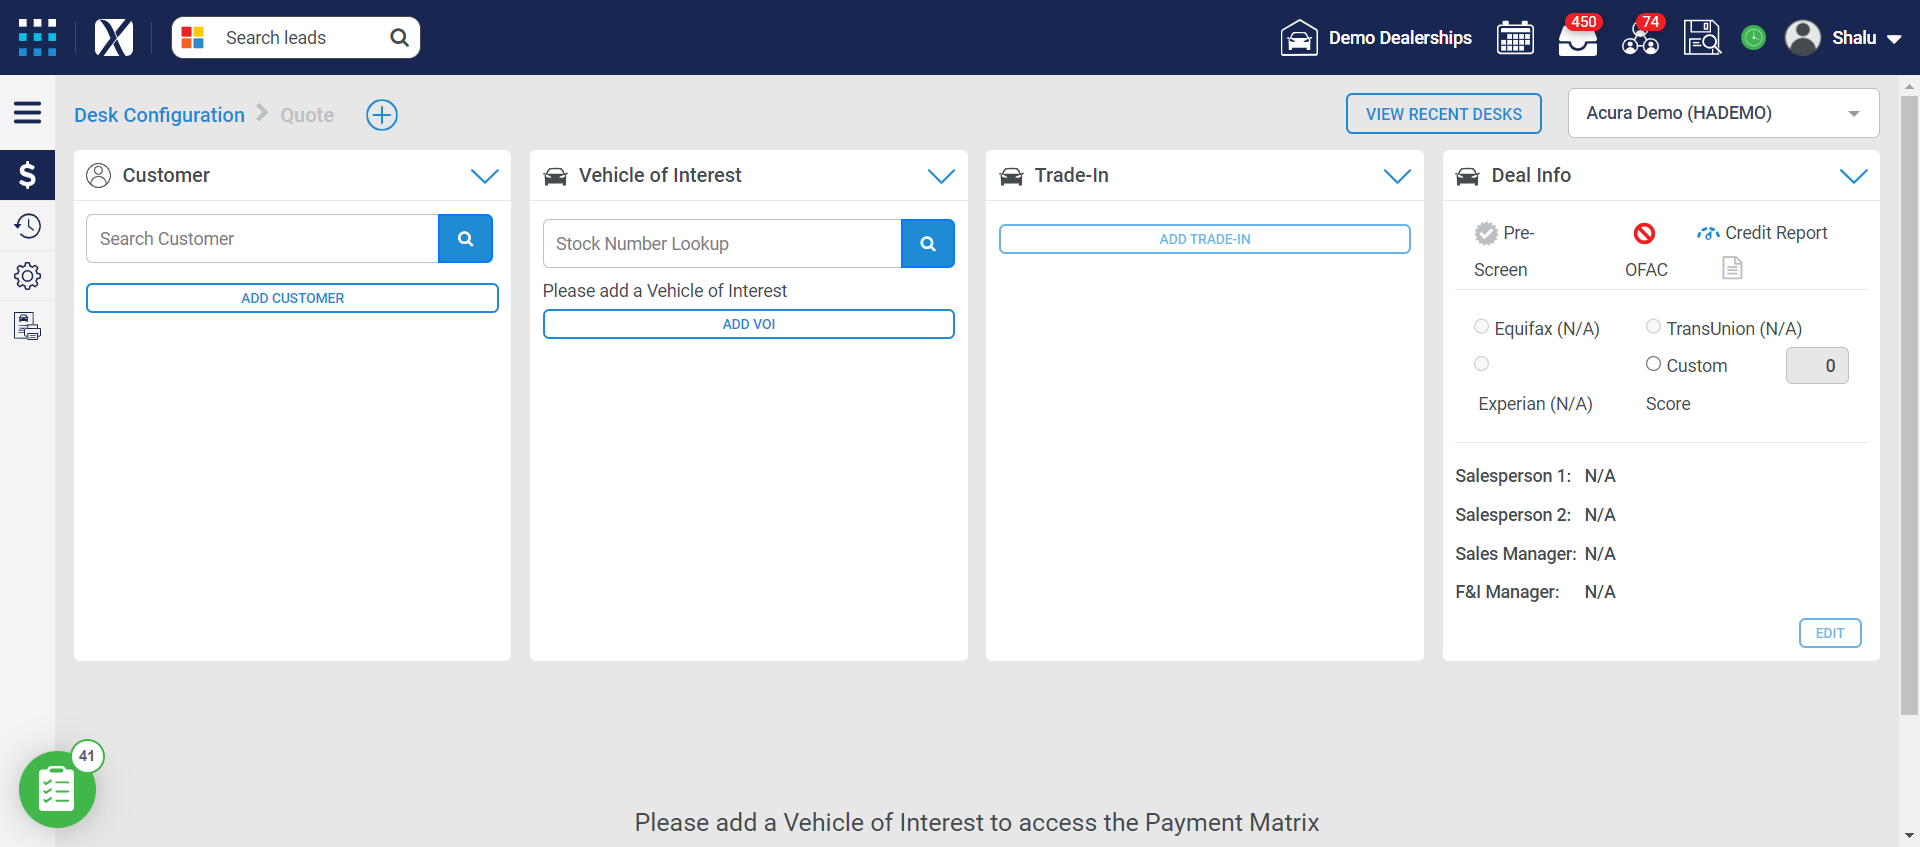 Search leads
Demo Dealerships
450
74
Shalu
Desk Configuration
Quote
VIEW RECENT DESKS
Acura Demo (HADEMO)
Customer
Search Customer
ADD CUSTOMER
Vehicle of Interest
Stock Number Lookup
Please add a Vehicle of Interest
ADD VOI
Trade-In
ADD TRADE-IN
Deal Info
Pre-
Screen
OFAC
Credit Report
Equifax (N/A)
TransUnion (N/A)
Experian (N/A)
Custom
Score
0
Salesperson 1: N/A
Salesperson 2: N/A
Sales Manager: N/A
F&I Manager: N/A
EDIT
41
Please add a Vehicle of Interest to access the Payment Matrix